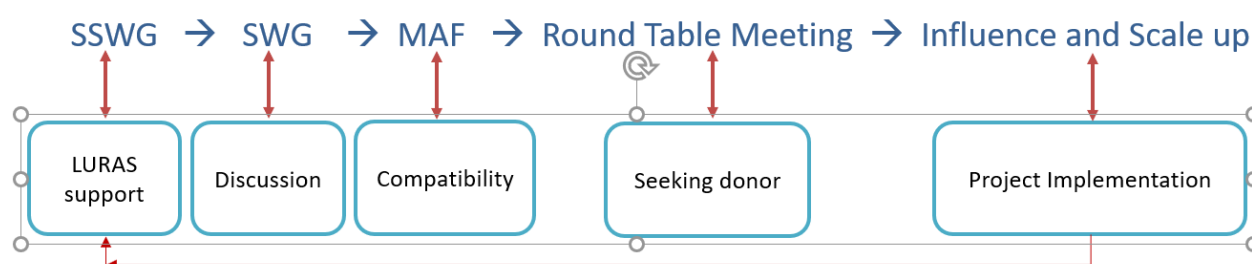 SSWG → SWG → MAF → Round Table Meeting → Influence and Scale up
LURAS
support
Discussion
Compatibility
Seeking donor
Project Implementation